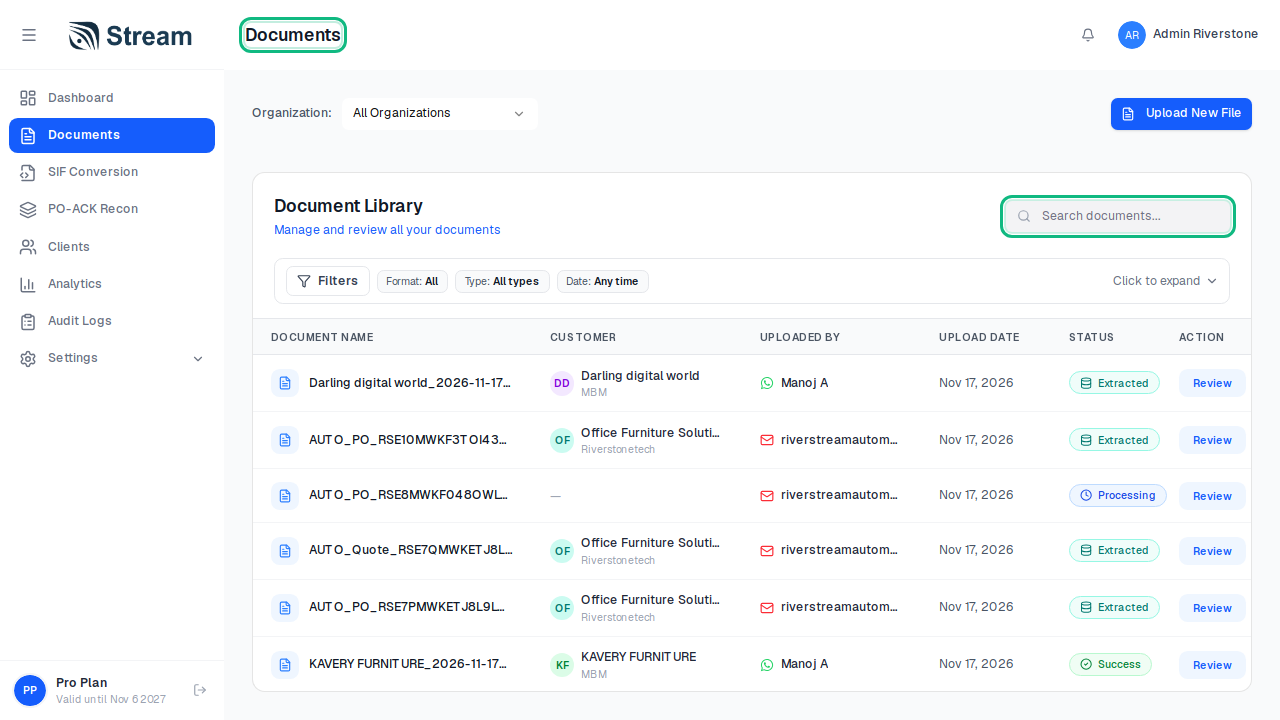 Stream
Documents
AR
Admin Riverstone
Dashboard
Documents
SIF Conversion
PO-ACK Recon
Clients
Analytics
Audit Logs
Settings
PP
Pro Plan
Valid until Nov 6 2027
Organization:
All Organizations
Upload New File
Document Library
Manage and review all your documents
Search documents...
Filters
Format: All
Type: All types
Date: Any time
Click to expand
DOCUMENT NAME CUSTOMER UPLOADED BY UPLOAD DATE STATUS ACTION
Darling digital world_2026-11-17... DD Darling digital world Manoj A Nov 17, 2026 Extracted Review
MBM
AUTO_PO_RSE10MWKF3TOI43... OF Office Furniture Soluti... riverstreamautom... Nov 17, 2026 Extracted Review
Riverstonetech
AUTO_PO_RSE8MWKF048OWL... — riverstreamautom... Nov 17, 2026 Processing Review
AUTO_Quote_RSE7QMWKETJ8L... OF Office Furniture Soluti... riverstreamautom... Nov 17, 2026 Extracted Review
Riverstonetech
AUTO_PO_RSE7PMWKETJ8L9L... OF Office Furniture Soluti... riverstreamautom... Nov 17, 2026 Extracted Review
Riverstonetech
KAVERY FURNITURE_2026-11-17... KF KAVERY FURNITURE Manoj A Nov 17, 2026 Success Review
MBM